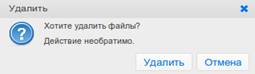 Удалить
Хотите удалить файлы?
Действие необратимо.
Удалить
Отмена